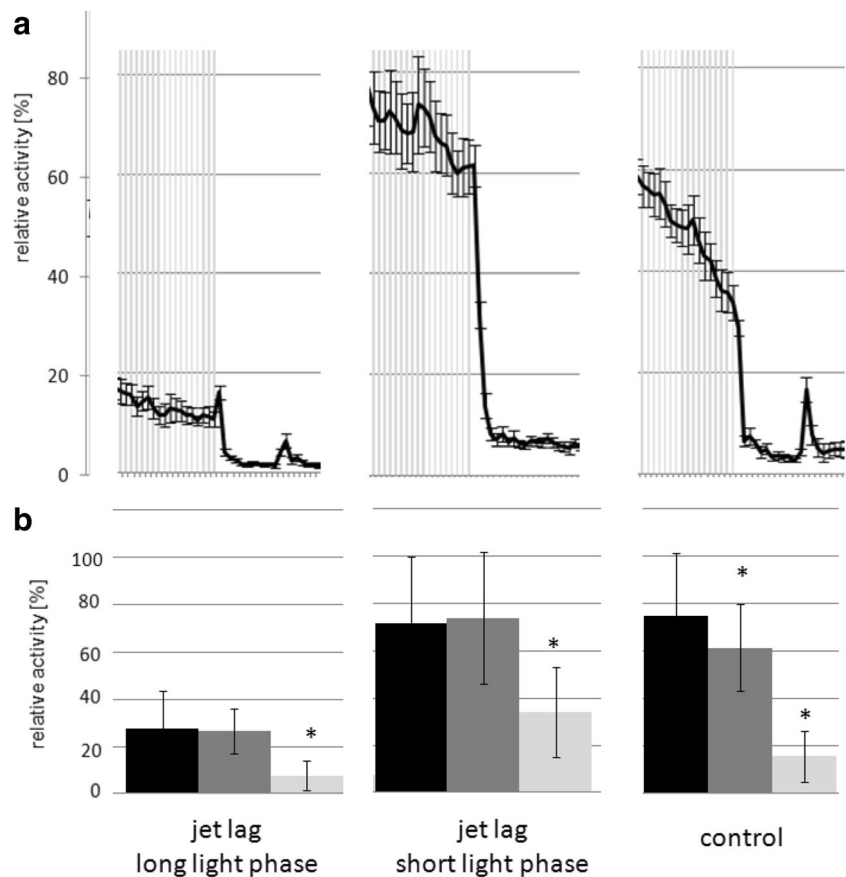 a
relative activity [%]
80
60
40
20
0
b
relative activity [%]
100
80
60
40
20
0
*
*
*
*
jet lag
long light phase
jet lag
short light phase
control